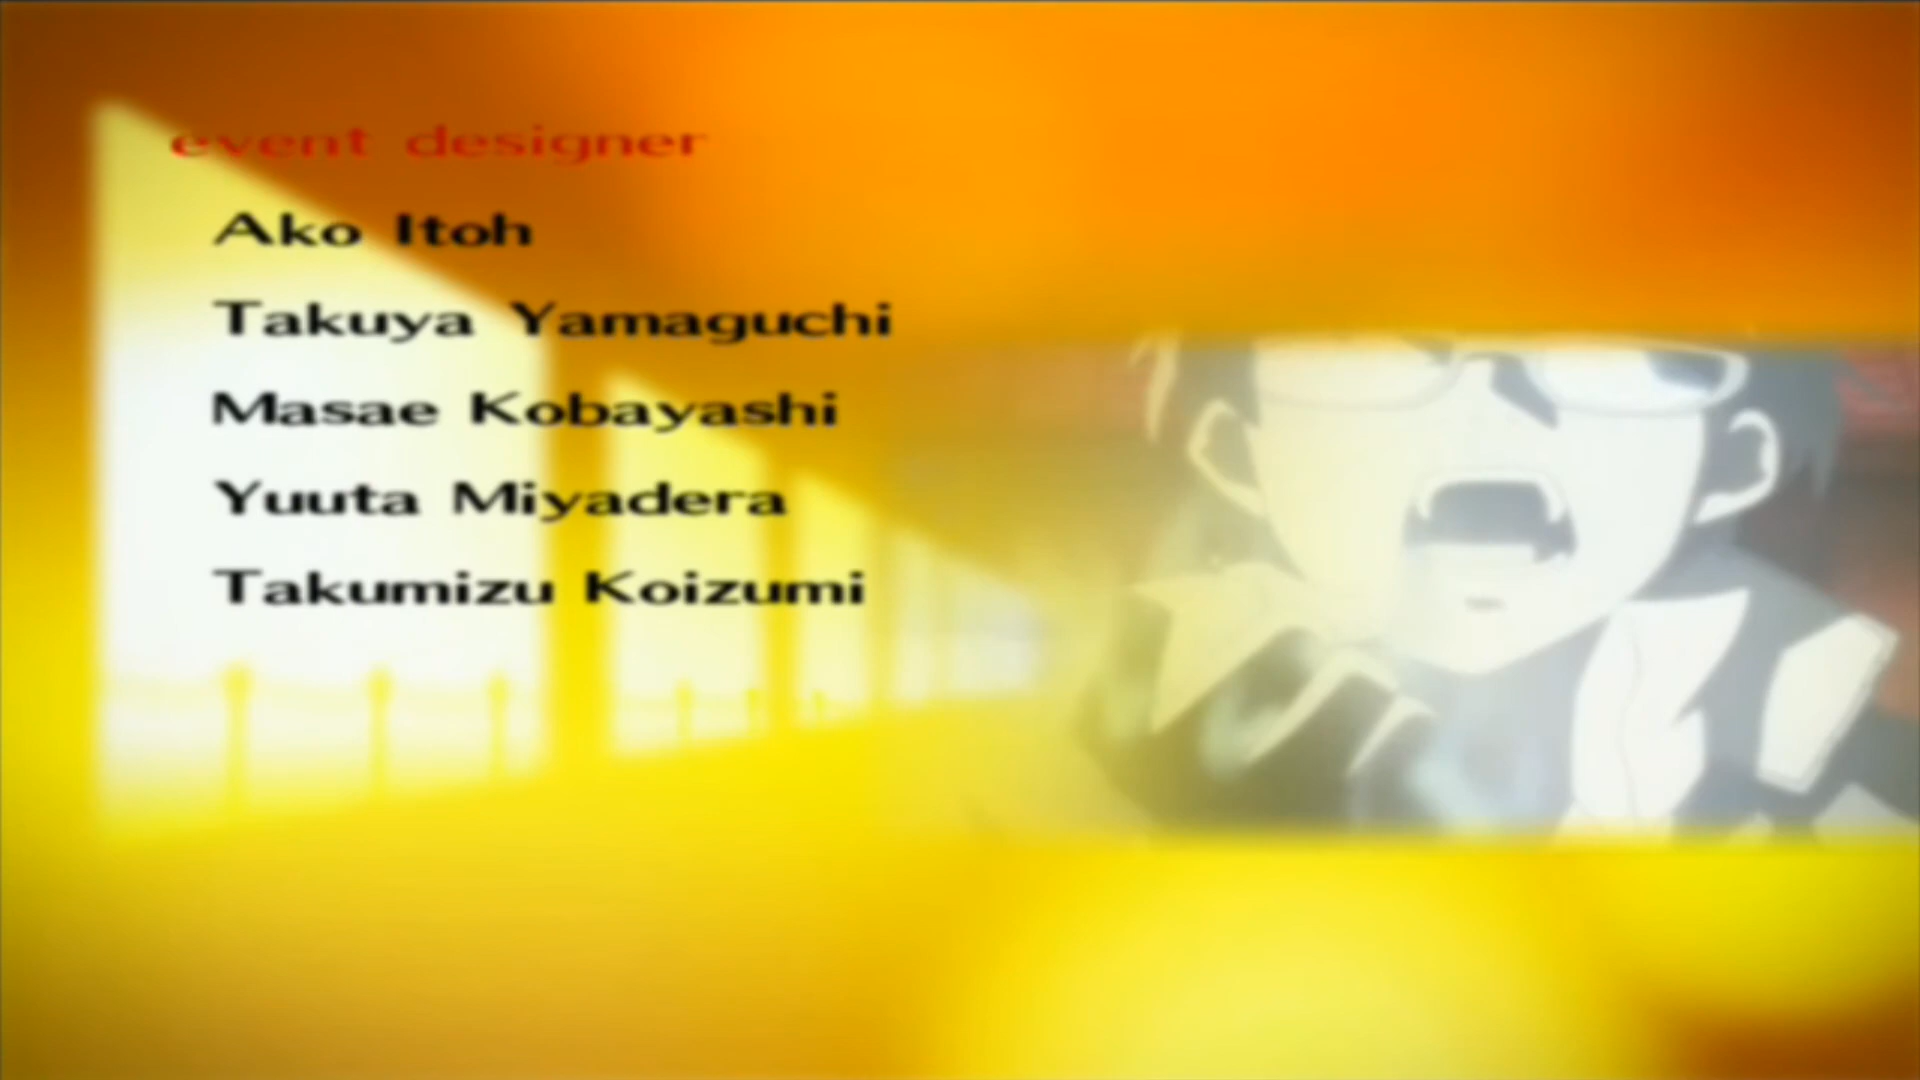 event designer
Ako Itoh
Takuya Yamaguchi
Masae Kobayashi
Yuuta Miyadera
Takumizu Koizumi